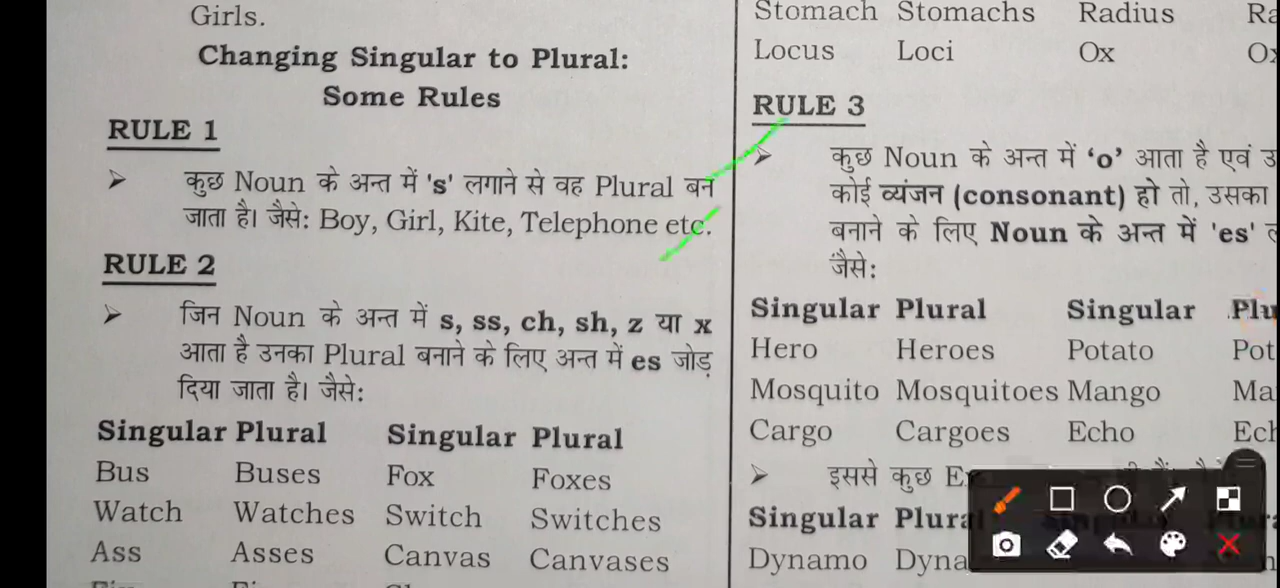 Girls.
Changing Singular to Plural:
Some Rules
RULE 1
➢ कुछ Noun के अन्त में 's' लगाने से वह Plural बन
जाता है। जैसे: Boy, Girl, Kite, Telephone etc.
RULE 2
➢ जिन Noun के अन्त में s, ss, ch, sh, z या x
आता है उनका Plural बनाने के लिए अन्त में es जोड़
दिया जाता है। जैसे:
Singular Plural Singular Plural
Bus Buses Fox Foxes
Watch Watches Switch Switches
Ass Asses Canvas Canvases
Stomach Stomachs Radius
Locus Loci Ox
RULE 3
➢ कुछ Noun के अन्त में 'o' आता है एवं
कोई व्यंजन (consonant) हो तो, उसका
बनाने के लिए Noun के अन्त में 'es'
जैसे:
Singular Plural Singular
Hero Heroes Potato
Mosquito Mosquitoes Mango
Cargo Cargoes Echo
➢ इससे कुछ
Singular Plural
Dynamo